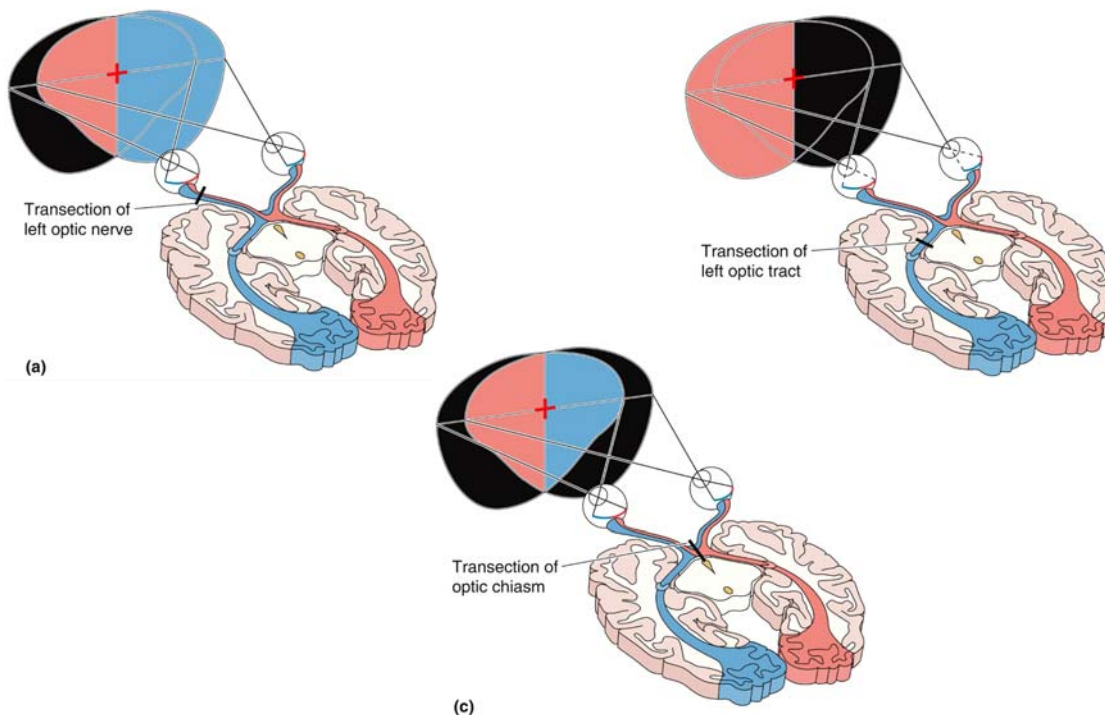 Transection of
left optic nerve
(a)
Transection of
left optic tract
Transection of
optic chiasm
(c)